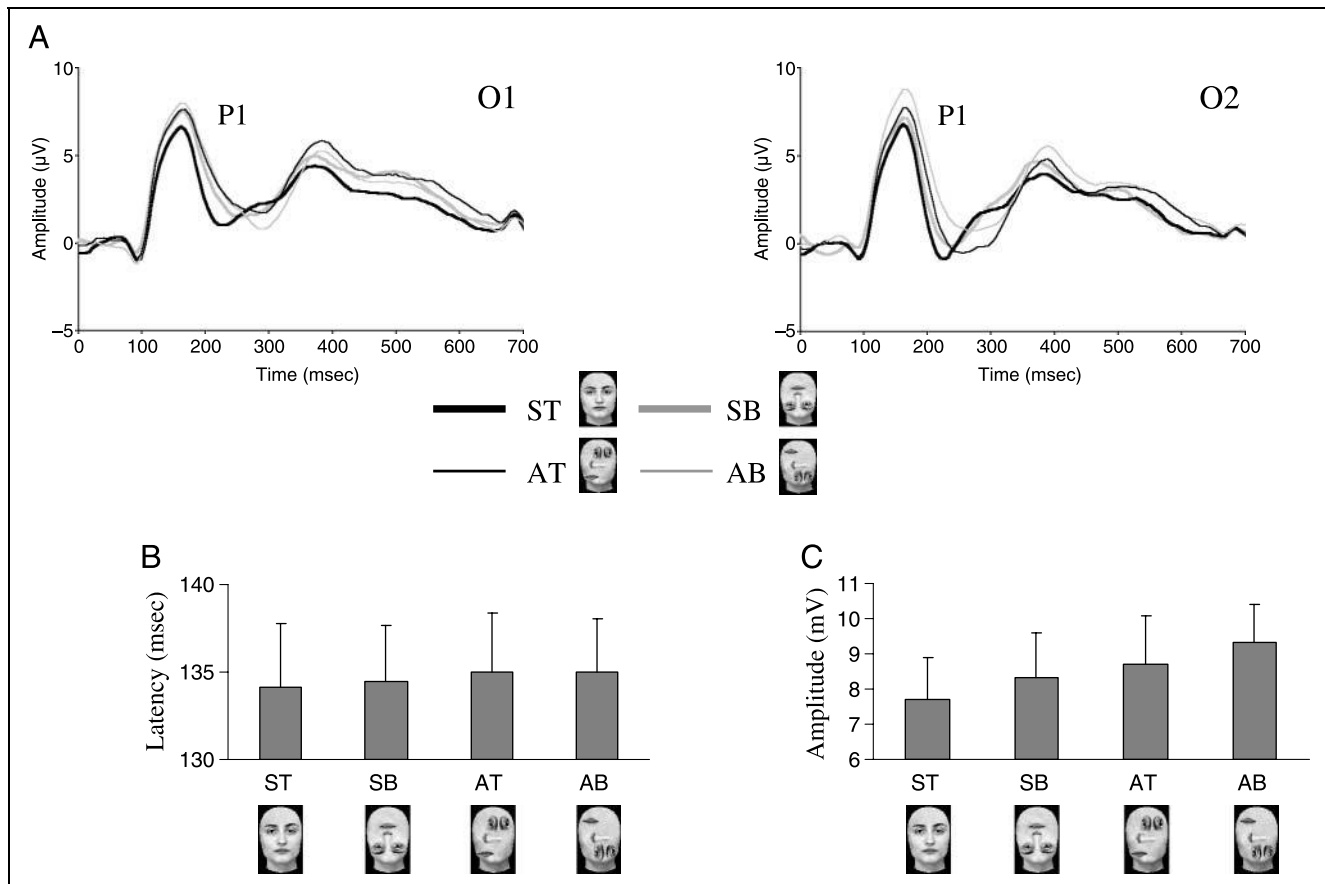 A
10
5
0
–5
Amplitude (μV)
P1
O1
0 100 200 300 400 500 600 700
Time (msec)
10
5
0
–5
Amplitude (μV)
P1
O2
0 100 200 300 400 500 600 700
Time (msec)
ST SB
AT AB
B
140
135
130
Latency (msec)
ST SB AT AB
C
11
10
9
8
7
6
Amplitude (mV)
ST SB AT AB